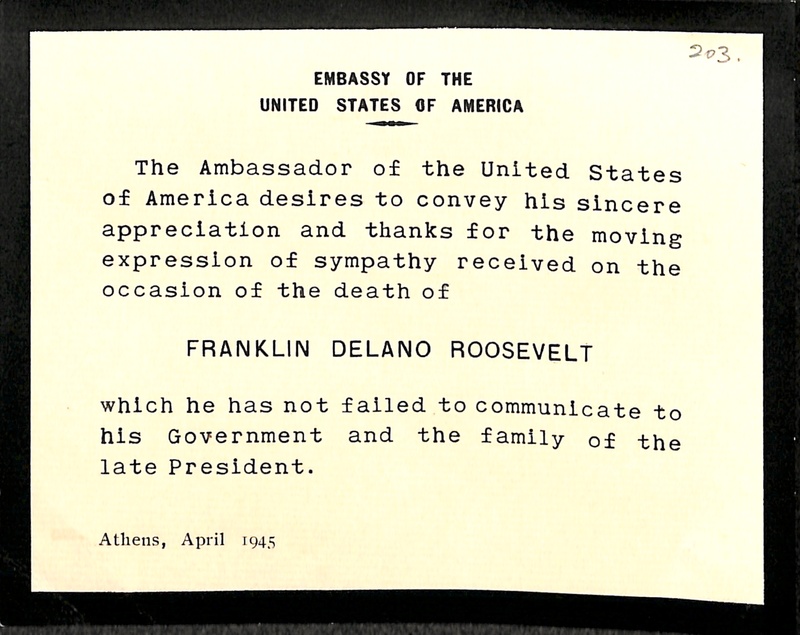 203.
EMBASSY OF THE
UNITED STATES OF AMERICA
The Ambassador of the United States
of America desires to convey his sincere
appreciation and thanks for the moving
expression of sympathy received on the
occasion of the death of
FRANKLIN DELANO ROOSEVELT
which he has not failed to communicate to
his Government and the family of the
late President.
Athens, April 1945